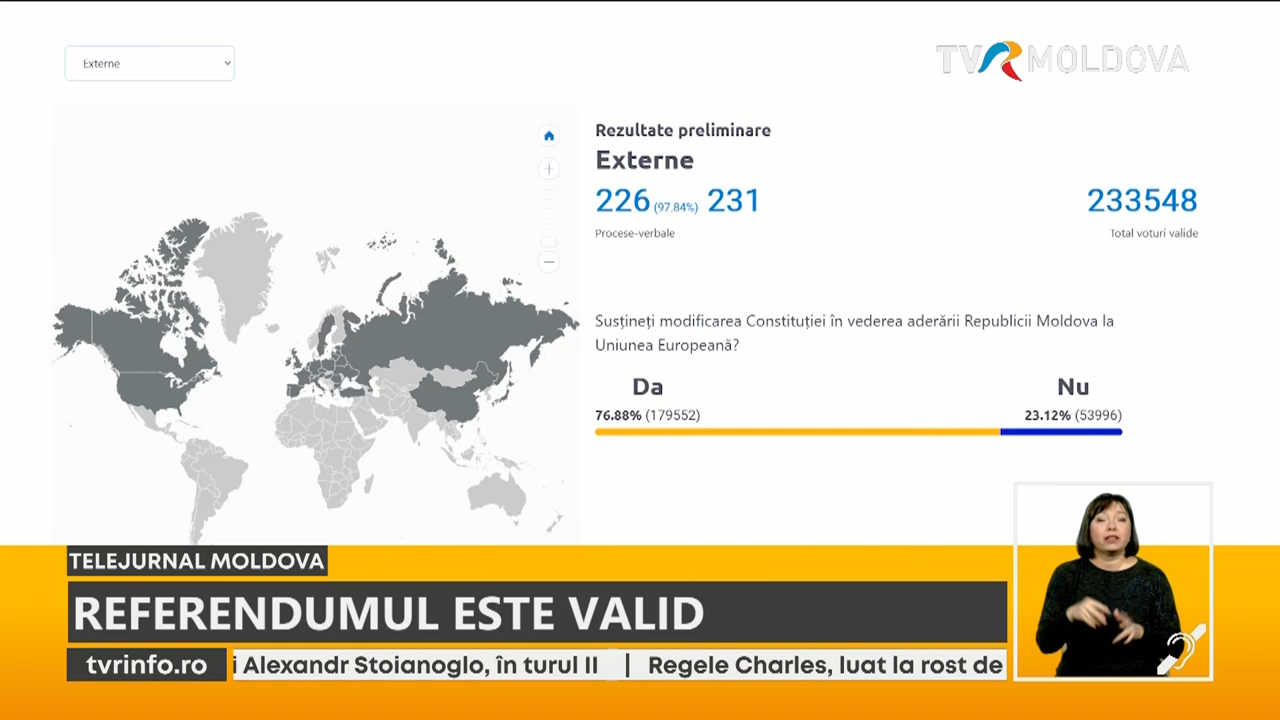 Externe
TVR MOLDOVA
Rezultate preliminare
Externe
226 (97.84%) 231
233548
Procese-verbale
Total voturi valide
Susțineți modificarea Constituției în vederea aderării Republicii Moldova la
Uniunea Europeană?
Da
Nu
76.88% (179552)
23.12% (53996)
TELEJURNAL MOLDOVA
REFERENDUMUL ESTE VALID
tvrinfo.ro
i Alexandr Stoianoglo, în turul II | Regele Charles, luat la rost de